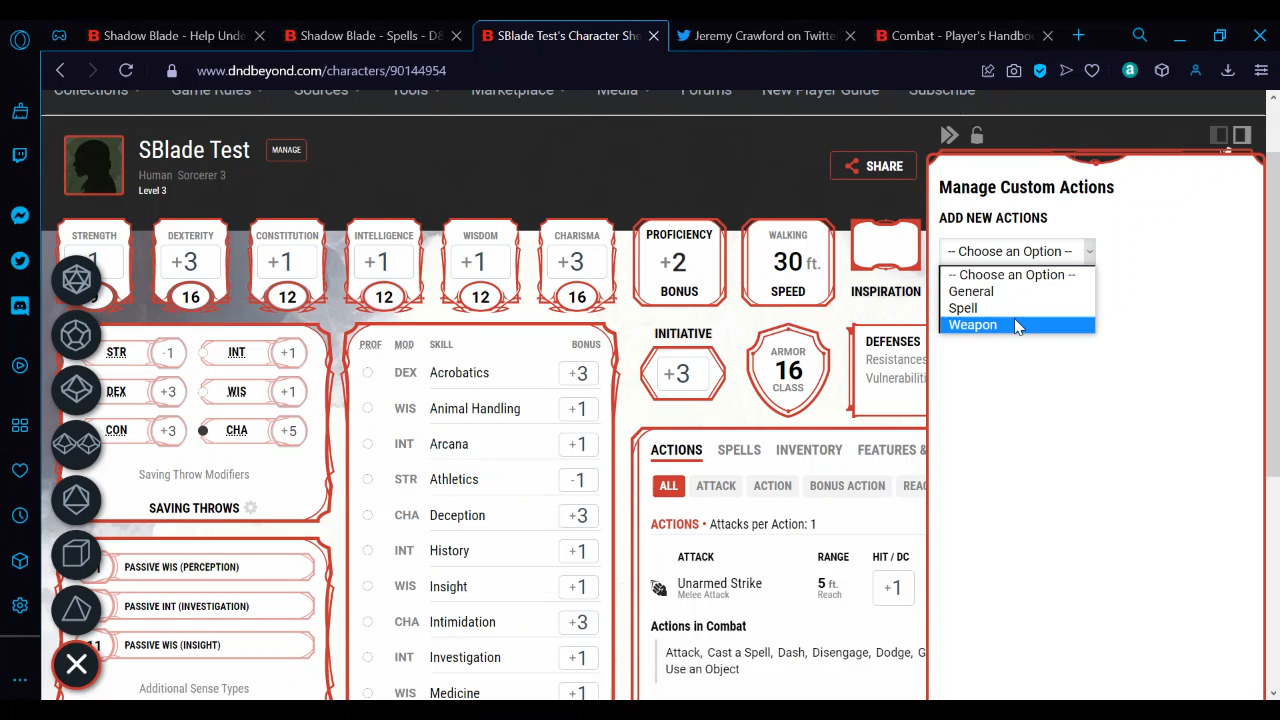 Shadow Blade - Help Unde
Shadow Blade - Spells - D&
SBlade Test's Character She
Jeremy Crawford on Twitte
Combat - Player's Handboo
www.dndbeyond.com/characters/90144954
Collections
Game Rules
Sources
Tools
Marketplace
Media
Forums
New Player Guide
Subscribe
SBlade Test
MANAGE
Human Sorcerer 3
Level 3
SHARE
STRENGTH
DEXTERITY
+3
16
CONSTITUTION
+1
12
INTELLIGENCE
+1
12
WISDOM
+1
12
CHARISMA
+3
16
PROFICIENCY
+2
BONUS
WALKING
30 ft.
SPEED
INSPIRATION
STR -1
INT +1
DEX +3
WIS +1
CON +3
CHA +5
Saving Throw Modifiers
SAVING THROWS
PASSIVE WIS (PERCEPTION)
PASSIVE INT (INVESTIGATION)
11 PASSIVE WIS (INSIGHT)
Additional Sense Types
PROF MOD SKILL BONUS
DEX Acrobatics +3
WIS Animal Handling +1
INT Arcana +1
STR Athletics -1
CHA Deception +3
INT History +1
WIS Insight +1
CHA Intimidation +3
INT Investigation +1
WIS Medicine +1
INITIATIVE
+3
ARMOR
16
CLASS
DEFENSES
Resistances
Vulnerabiliti
ACTIONS SPELLS INVENTORY FEATURES &
ALL ATTACK ACTION BONUS ACTION REAC
ACTIONS • Attacks per Action: 1
ATTACK RANGE HIT / DC
Unarmed Strike 5 ft. +1
Melee Attack Reach
Actions in Combat
Attack, Cast a Spell, Dash, Disengage, Dodge, G
Use an Object
Manage Custom Actions
ADD NEW ACTIONS
-- Choose an Option --
-- Choose an Option --
General
Spell
Weapon